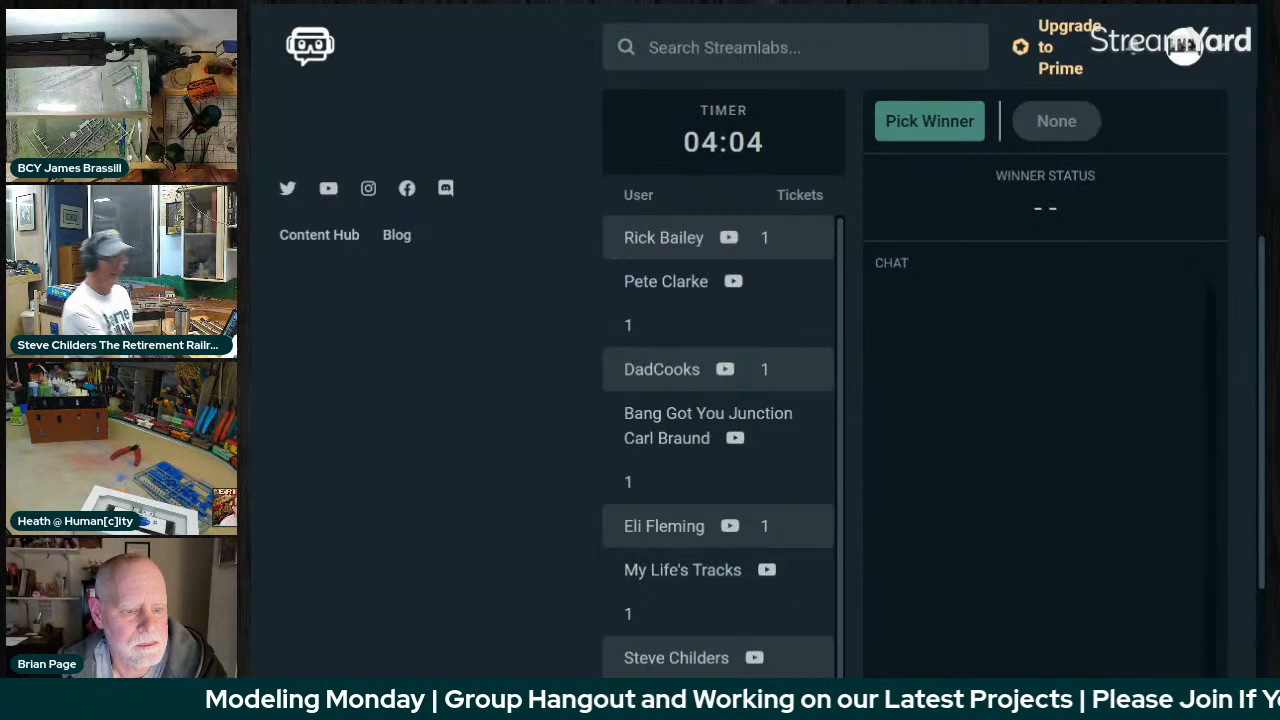 BCY James Brassill
Steve Childers The Retirement Railr...
Heath @ Human[c]ity
Brian Page
Content Hub
Blog
Search Streamlabs...
Upgrade
to
Prime
StreamYard
TIMER
04:04
User
Tickets
Rick Bailey 1
Pete Clarke
1
DadCooks 1
Bang Got You Junction
Carl Braund
1
Eli Fleming 1
My Life's Tracks
1
Steve Childers
Pick Winner
None
WINNER STATUS
- -
CHAT
Modeling Monday | Group Hangout and Working on our Latest Projects | Please Join If